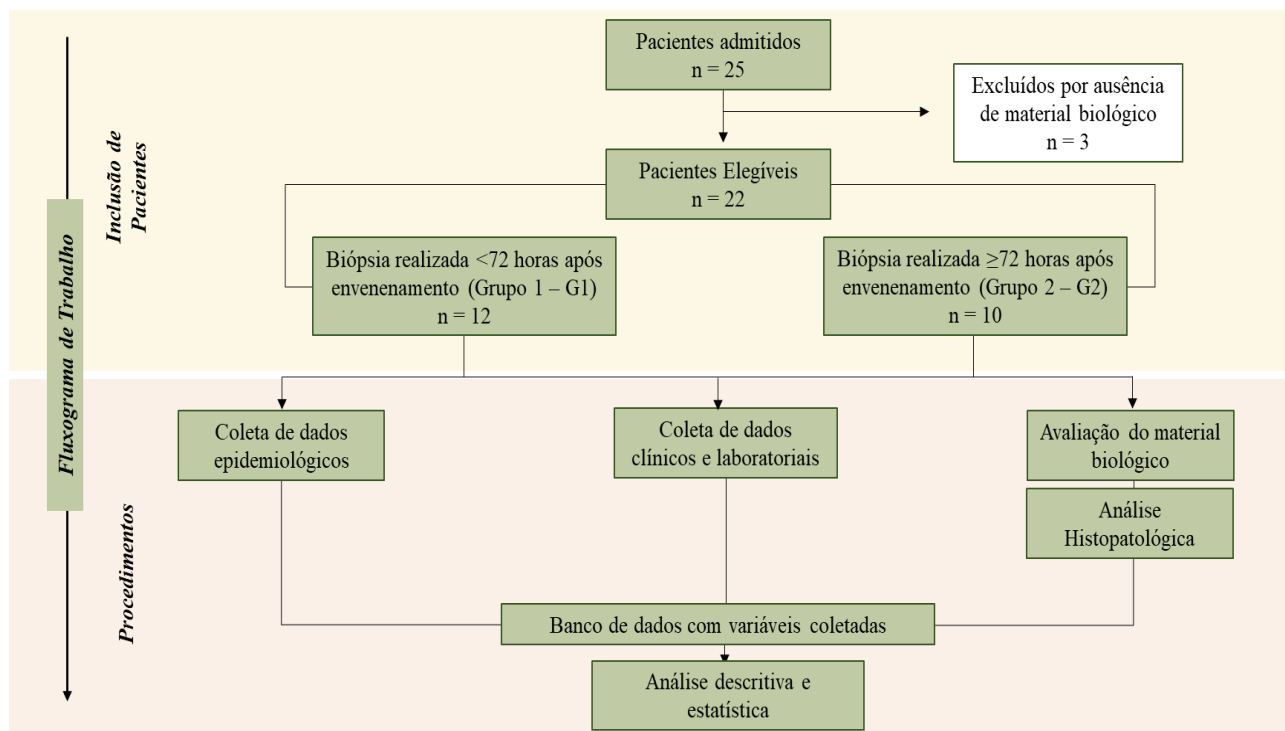 Pacientes admitidos
n = 25
Excluídos por ausência
de material biológico
n = 3
Pacientes Elegíveis
n = 22
Biópsia realizada <72 horas após
envenenamento (Grupo 1 – G1)
n = 12
Biópsia realizada ≥72 horas após
envenenamento (Grupo 2 – G2)
n = 10
Inclusão de
Pacientes
Fluxograma de Trabalho
Coleta de dados
epidemiológicos
Coleta de dados
clínicos e laboratoriais
Avaliação do material
biológico
Análise
Histopatológica
Procedimentos
Banco de dados com variáveis coletadas
Análise descritiva e
estatística